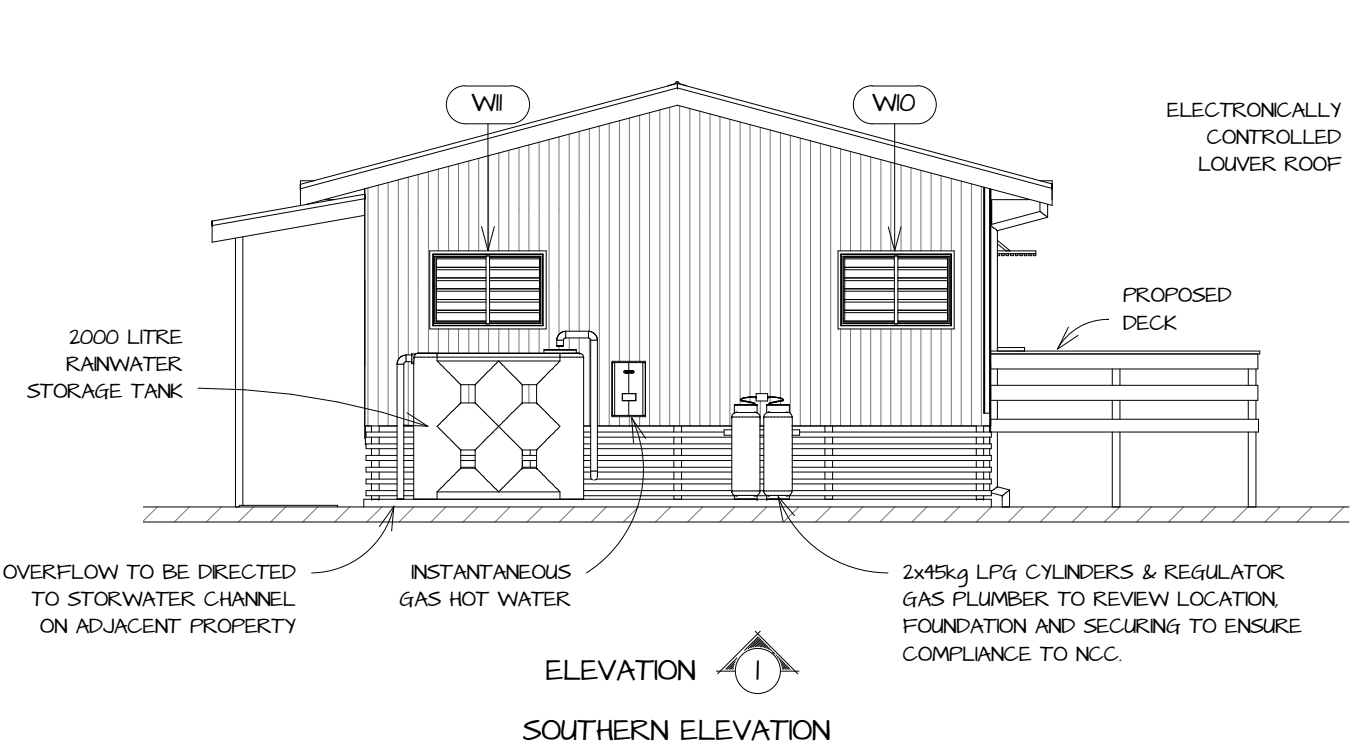 W11
W10
ELECTRONICALLY
CONTROLLED
LOUVER ROOF
PROPOSED
DECK
2000 LITRE
RAINWATER
STORAGE TANK
OVERFLOW TO BE DIRECTED
TO STORWATER CHANNEL
ON ADJACENT PROPERTY
INSTANTANEOUS
GAS HOT WATER
2x45kg LPG CYLINDERS & REGULATOR
GAS PLUMBER TO REVIEW LOCATION,
FOUNDATION AND SECURING TO ENSURE
COMPLIANCE TO NCC.
ELEVATION 1
SOUTHERN ELEVATION